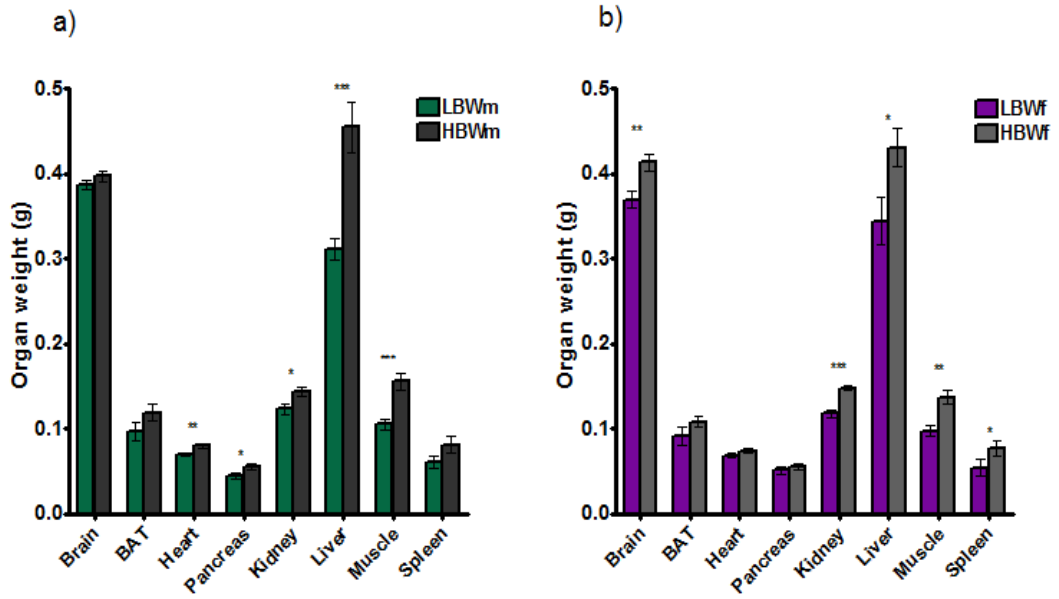 a)
Organ weight (g)
0.5
0.4
0.3
0.2
0.1
0.0
LBWm
HBWm
**
*
*
***
***
Brain
BAT
Heart
Pancreas
Kidney
Liver
Muscle
Spleen
b)
Organ weight (g)
0.5
0.4
0.3
0.2
0.1
0.0
LBWf
HBWf
**
***
*
**
*
Brain
BAT
Heart
Pancreas
Kidney
Liver
Muscle
Spleen